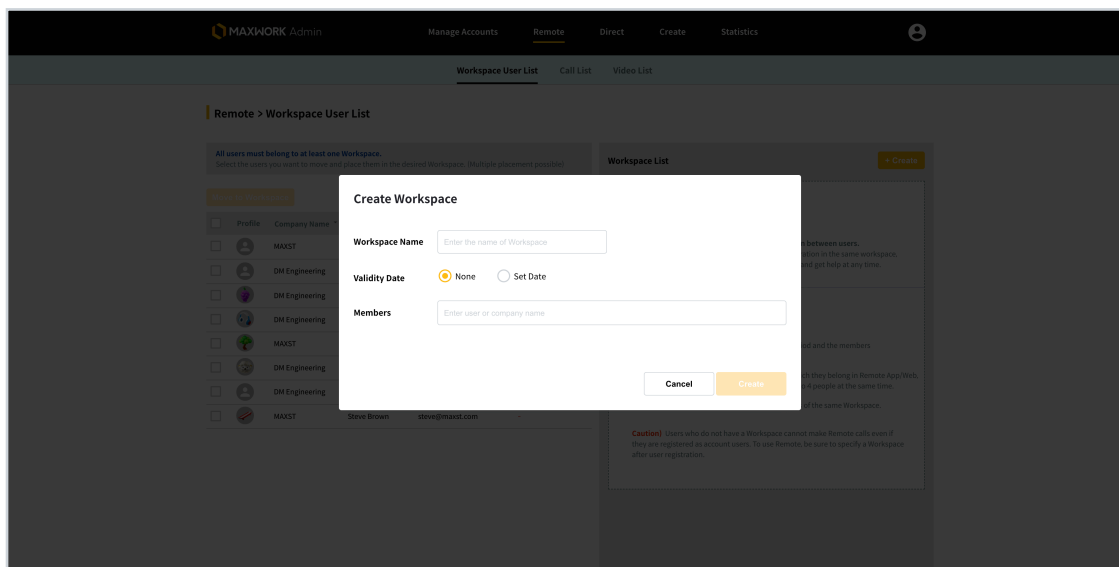 MAXWORK Admin
Manage Accounts Remote Direct Create Statistics
Workspace User List Call List Video List
Remote > Workspace User List
All users must belong to at least one Workspace.
Select the users you want to move and place them in the desired Workspace. (Multiple placement possible)
Workspace List
+ Create
Profile Company Name
MAXST
DM Engineering
DM Engineering
DM Engineering
MAXST
DM Engineering
DM Engineering
MAXST Steve Brown steve@maxst.com -
Create Workspace
Workspace Name Enter the name of Workspace
Validity Date None Set Date
Members Enter user or company name
Cancel Create
between users.
in the same workspace,
and get help at any time.
and the members
they belong in Remote App/Web.
4 people at the same time.
of the same Workspace.
Caution) Users who do not have a Workspace cannot make Remote calls even if
they are registered as account users. To use Remote, be sure to specify a Workspace
after user registration.